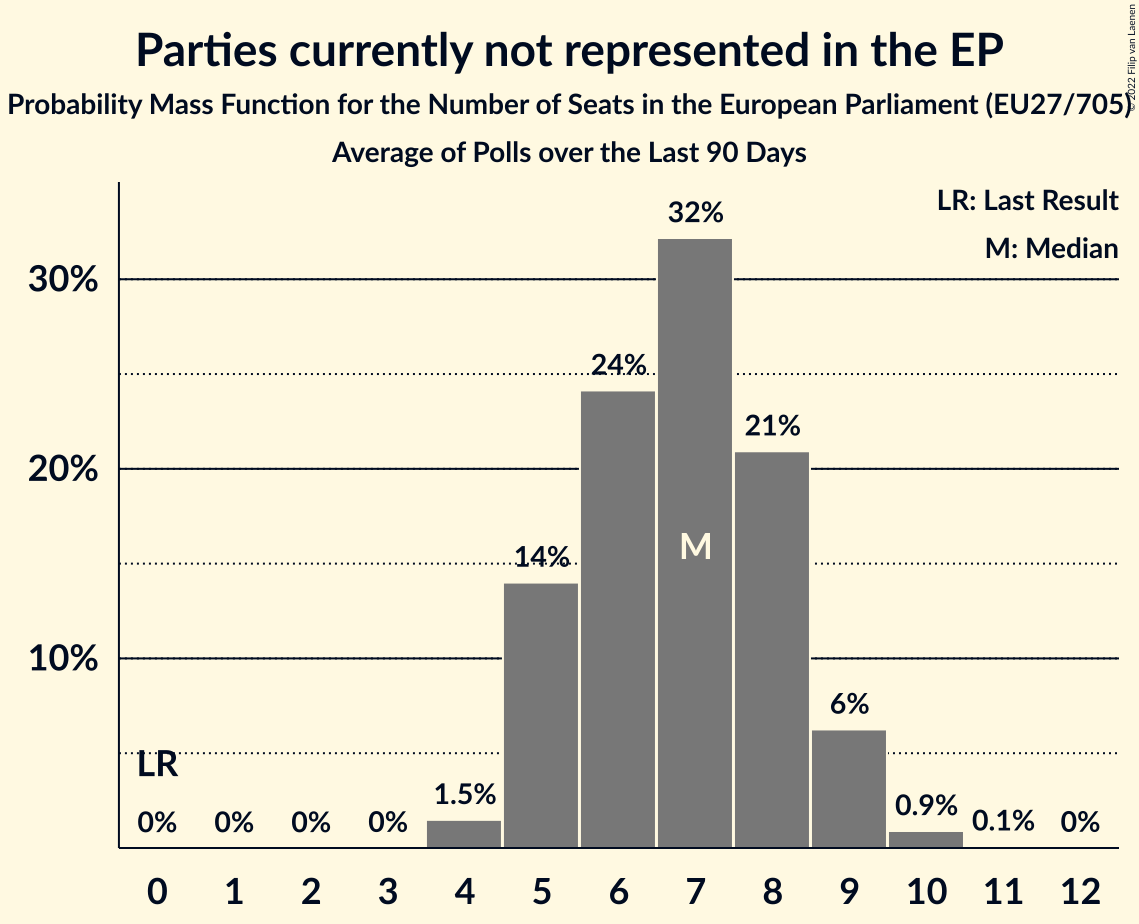 Parties currently not represented in the EP
Probability Mass Function for the Number of Seats in the European Parliament (EU27/705)
Average of Polls over the Last 90 Days
© 2022 Filip van Laenen
LR: Last Result
M: Median
30%
20%
10%
LR
0%
0%
0%
0%
1.5%
14%
24%
32%
M
21%
6%
0.9%
0.1%
0%
0 1 2 3 4 5 6 7 8 9 10 11 12